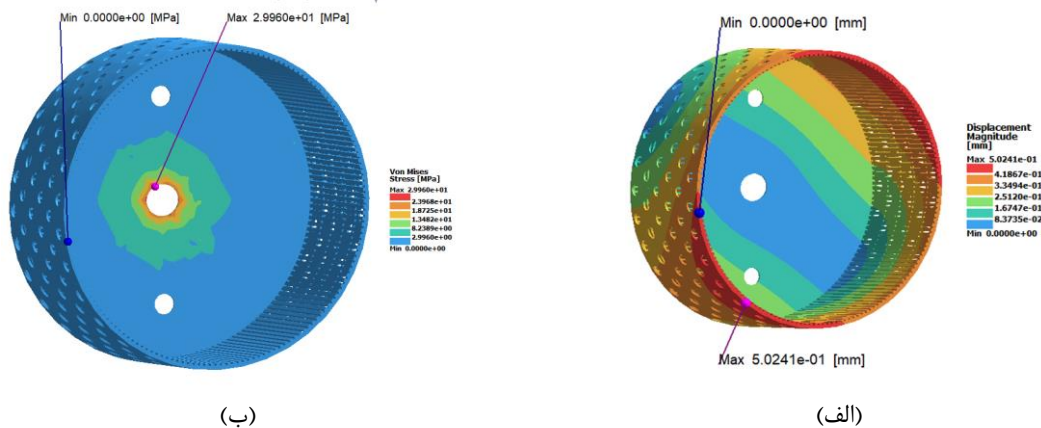 Min 0.0000e+00 [MPa]
Max 2.9960e+01 [MPa]
Von Mises
Stress [MPa]
Max 2.9960e+01
2.3968e+01
1.8725e+01
1.3482e+01
8.2389e+00
2.9960e+00
Min 0.0000e+00
(ب)
Min 0.0000e+00 [mm]
Displacement
Magnitude
[mm]
Max 5.0241e-01
4.1867e-01
3.3494e-01
2.5120e-01
1.6747e-01
8.3735e-02
Min 0.0000e+00
Max 5.0241e-01 [mm]
(الف)